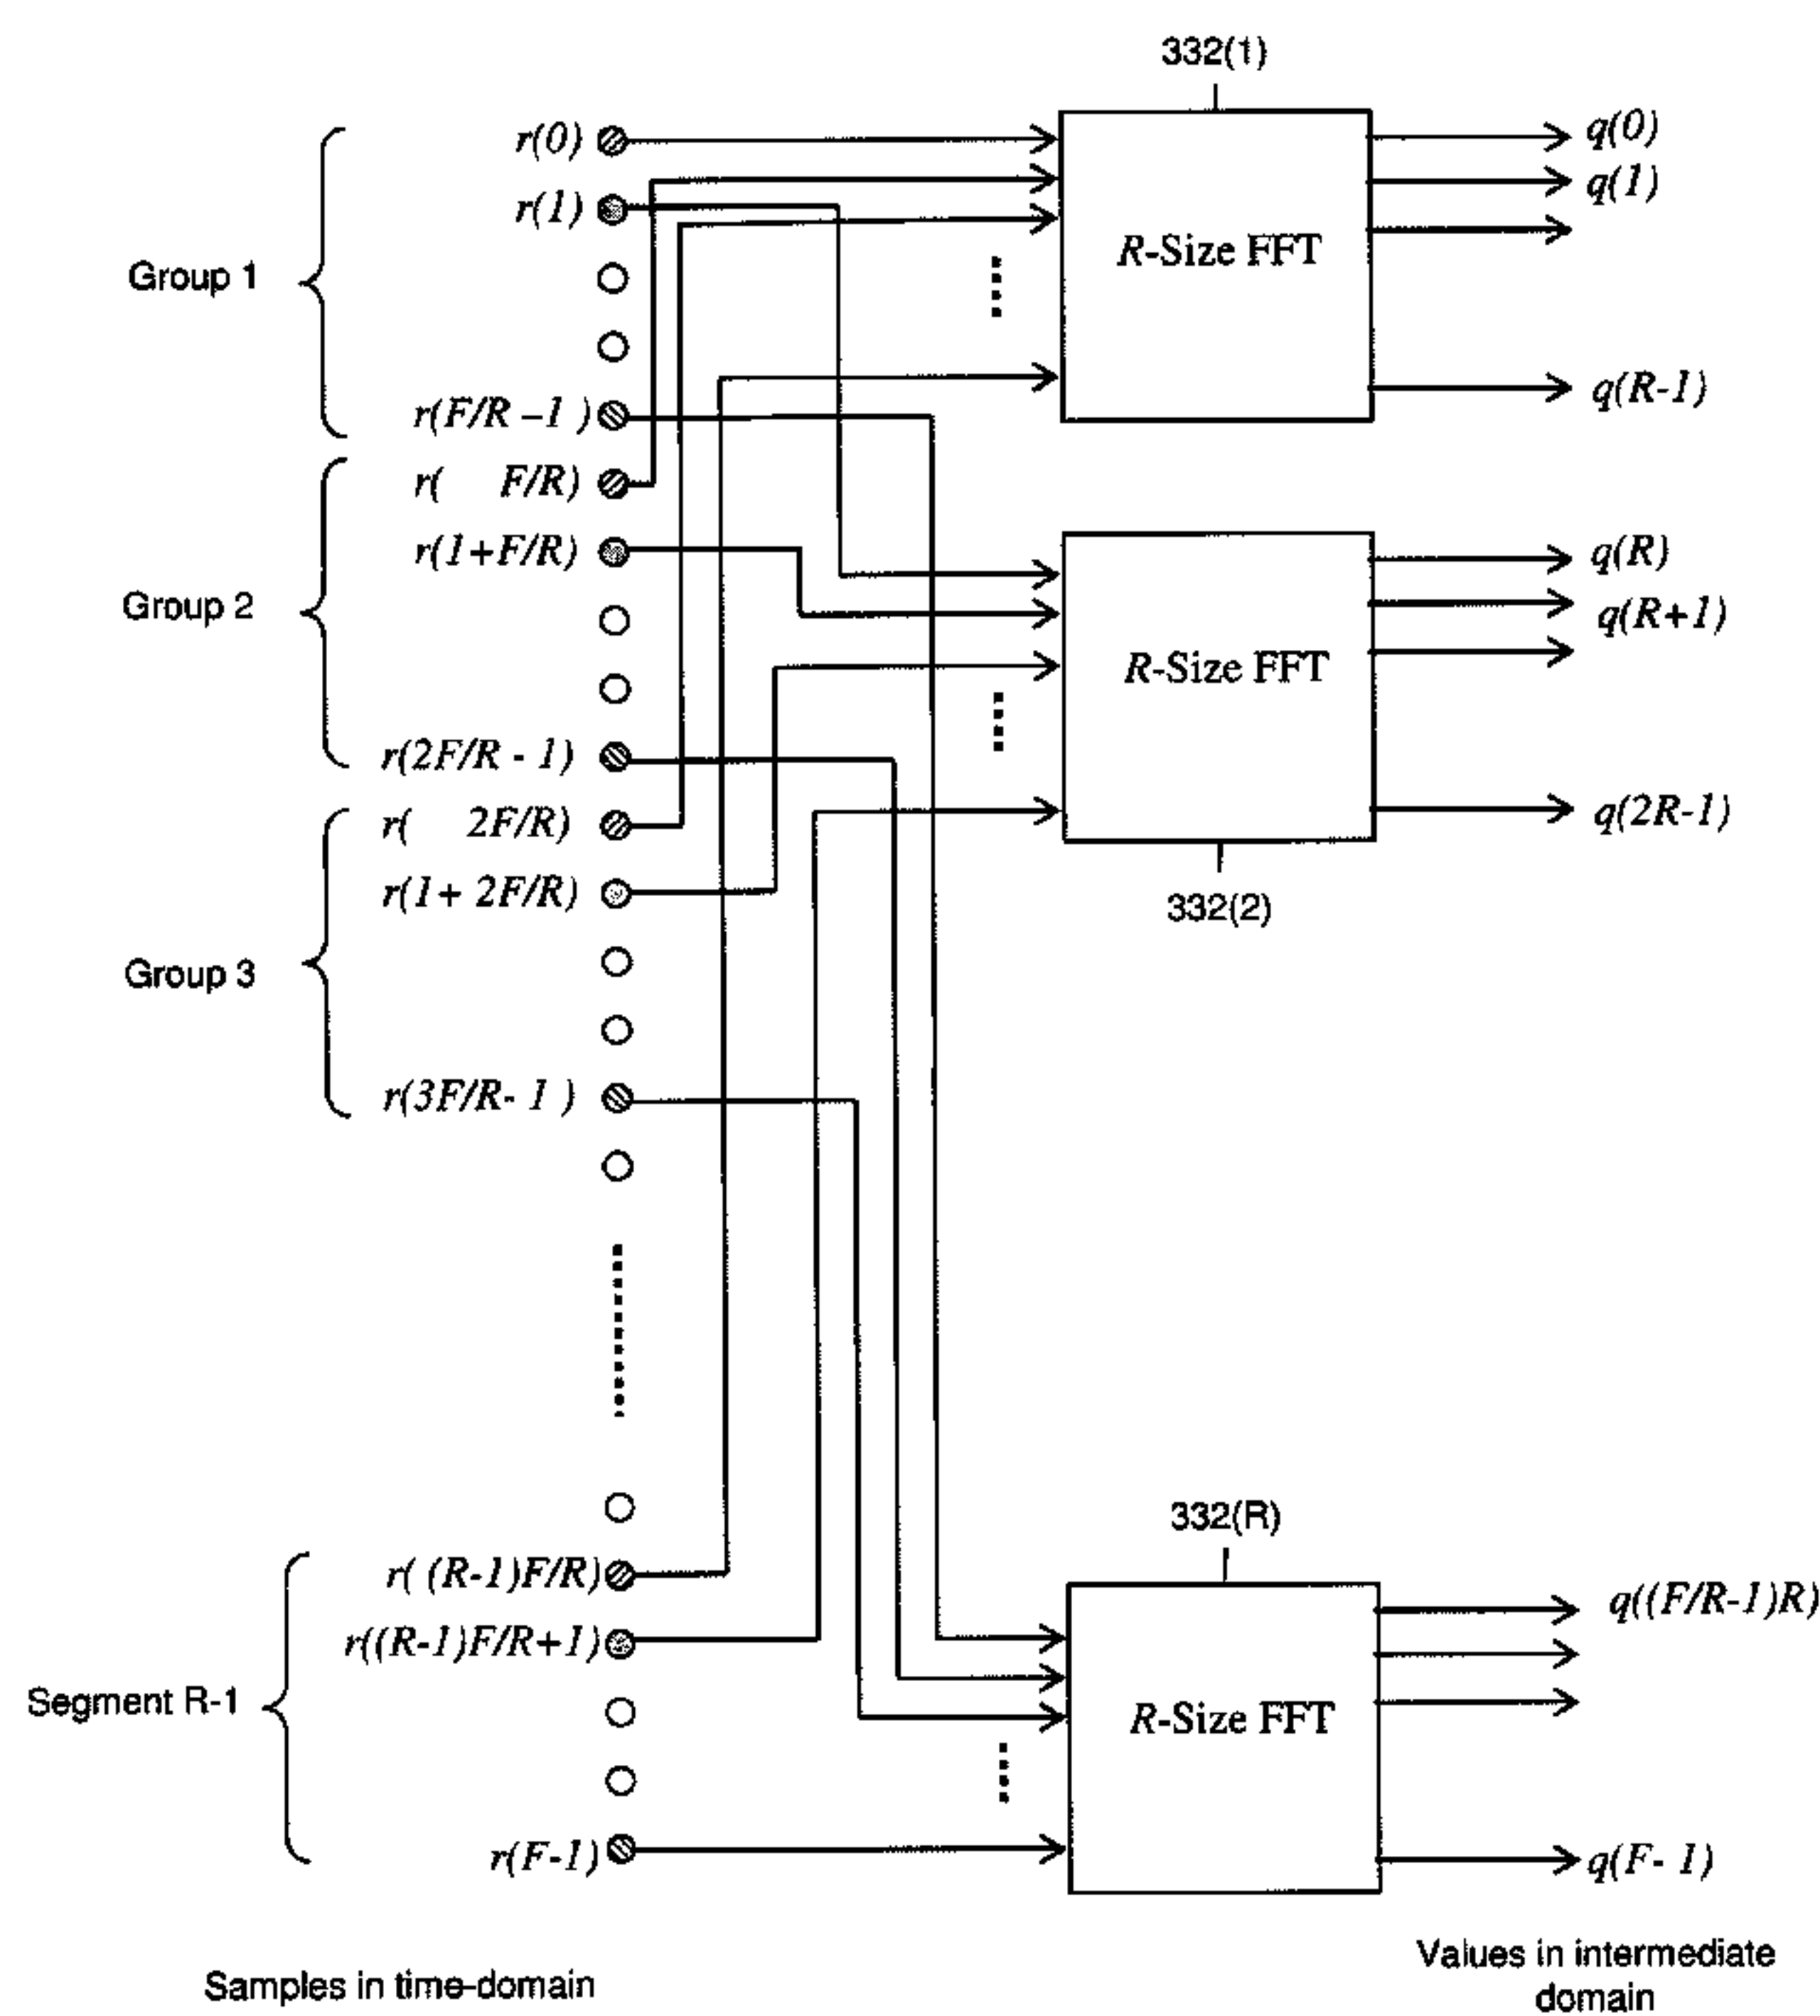 332(1)
r(0)
q(0)
r(1)
q(1)
Group 1
R-Size FFT
r(F/R –1 )
q(R-1)
r( F/R)
r(1+F/R)
q(R)
Group 2
q(R+1)
R-Size FFT
r(2F/R - 1)
r( 2F/R)
q(2R-1)
r(1+ 2F/R)
332(2)
Group 3
r(3F/R- 1 )
332(R)
r( (R-1)F/R)
q((F/R-1)R)
r((R-1)F/R+1)
Segment R-1
R-Size FFT
r(F-1)
q(F- 1)
Samples in time-domain
Values in intermediate
domain